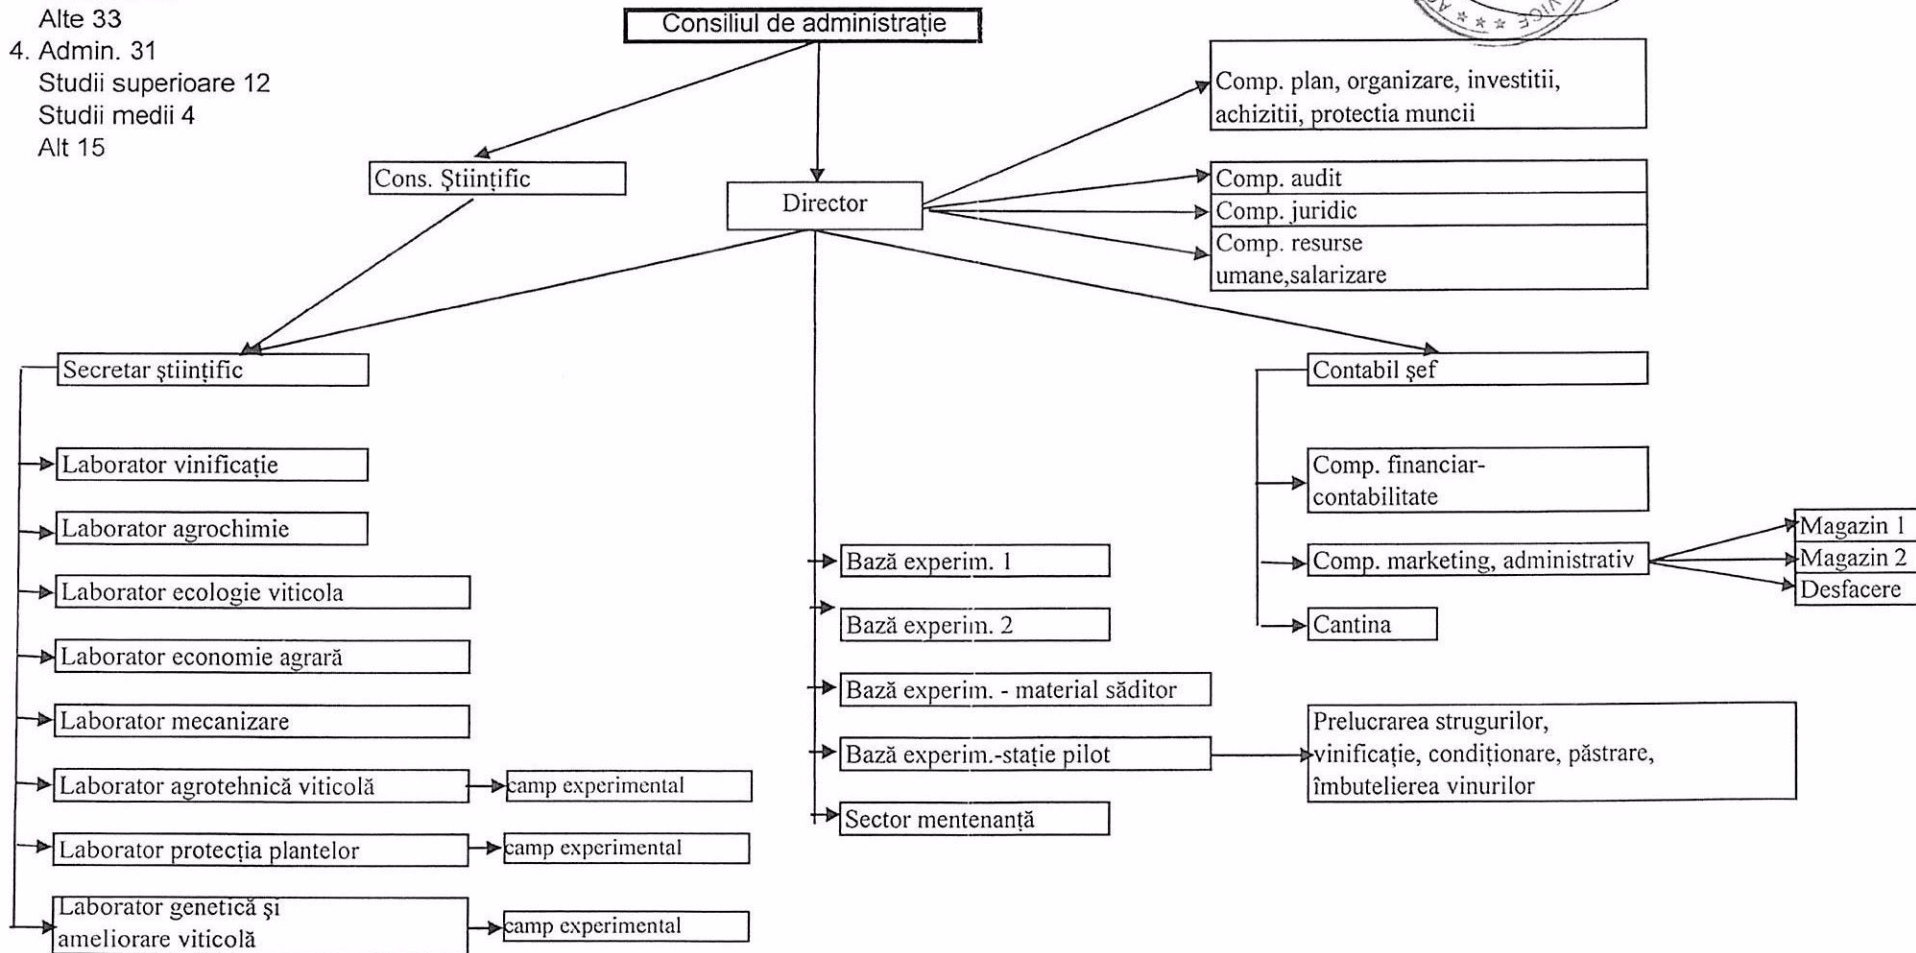 Alte 33
4. Admin. 31
Studii superioare 12
Studii medii 4
Alt 15
Consiliul de administrație
VICE
Comp. plan, organizare, investitii,
achizitii, protectia muncii
Cons. Ştiințific
Director
Comp. audit
Comp. juridic
Comp. resurse
umane,salarizare
Secretar ştiințific
Contabil şef
Laborator vinificație
Laborator agrochimie
Laborator ecologie viticola
Laborator economie agrară
Laborator mecanizare
Laborator agrotehnică viticolă
camp experimental
Laborator protecția plantelor
camp experimental
Laborator genetică şi
ameliorare viticolă
camp experimental
Bază experim. 1
Bază experim. 2
Bază experim. - material săditor
Bază experim.-stație pilot
Sector mentenanță
Comp. financiar-
contabilitate
Comp. marketing, administrativ
Cantina
Magazin 1
Magazin 2
Desfacere
Prelucrarea strugurilor,
vinificație, condiționare, păstrare,
îmbutelierea vinurilor